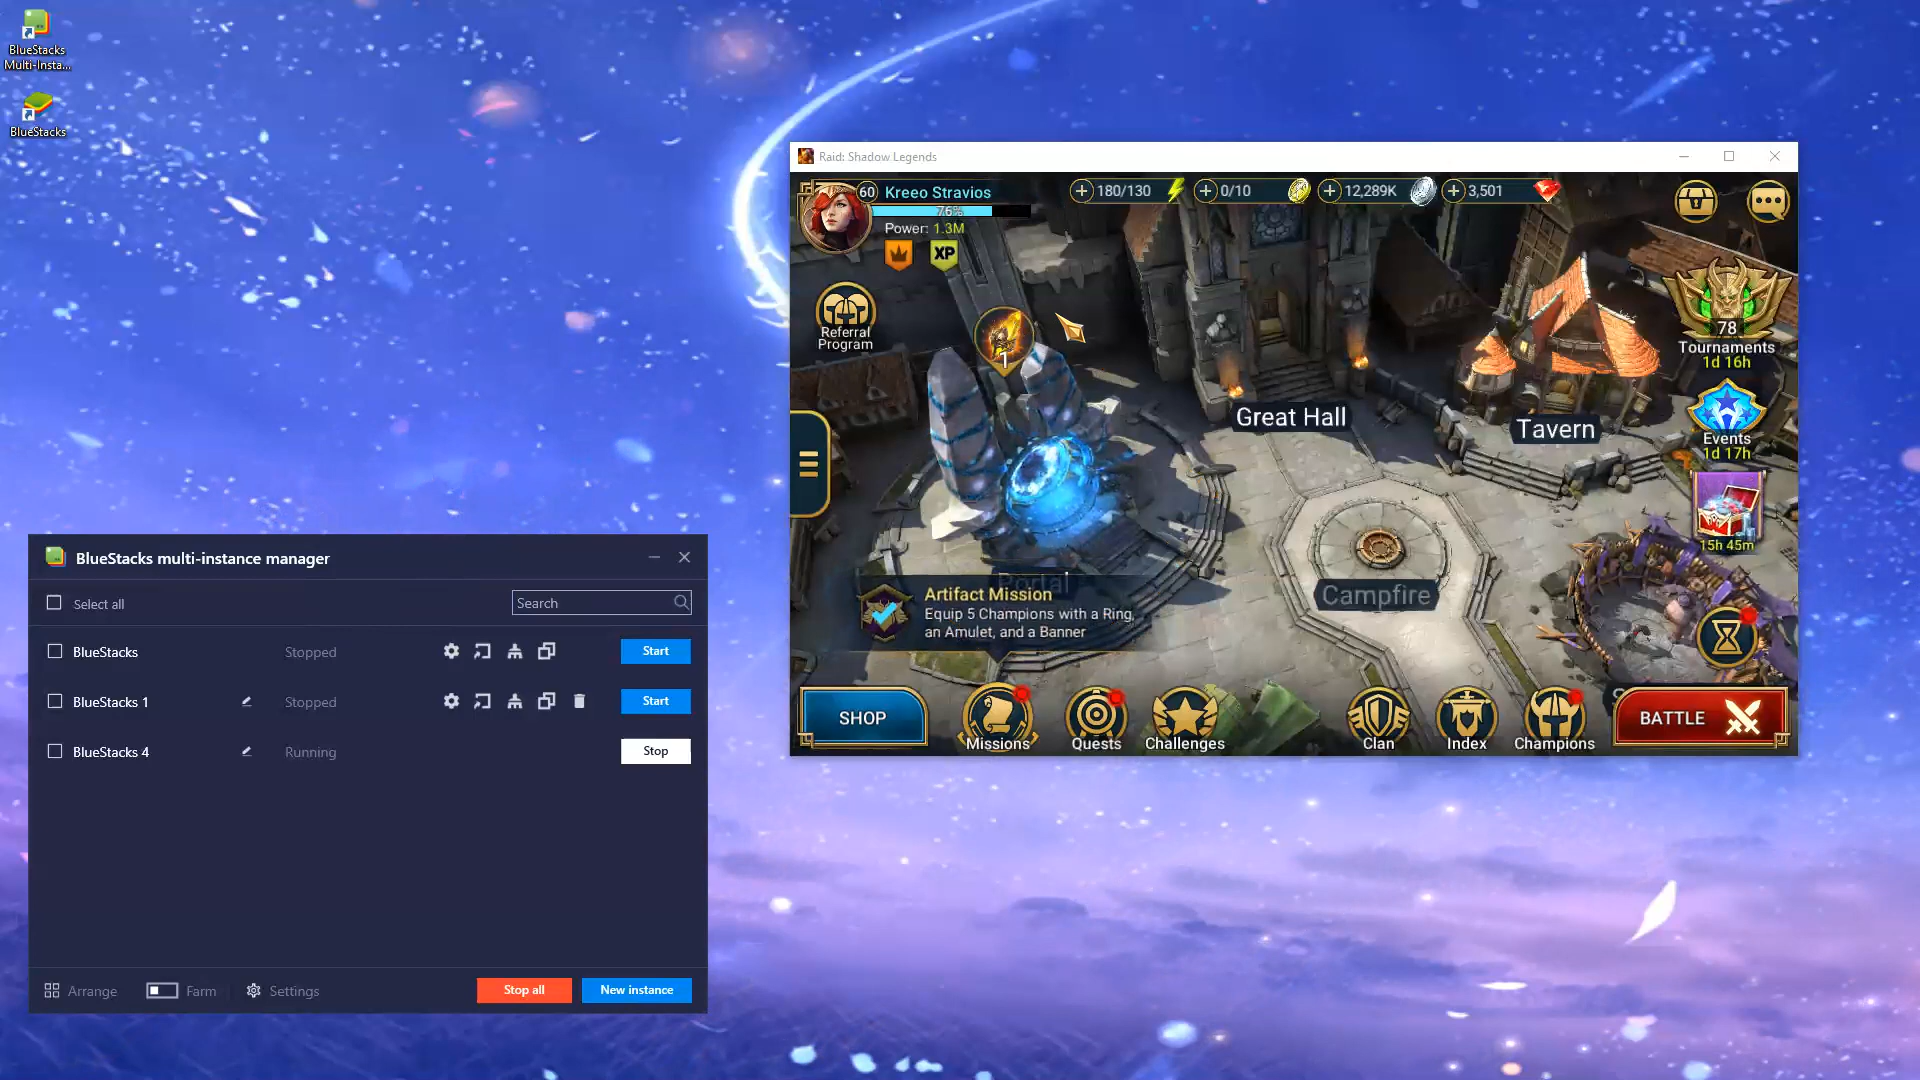 BlueStacks
Multi-Insta...
BlueStacks
Raid: Shadow Legends
60
Kreeo Stravios
76%
Power: 1.3M
XP
180/130
0/10
12,289K
3,501
Referral
Program
1
Great Hall
Tavern
78
Tournaments
1d 16h
Events
1d 17h
15h 45m
Portal
Campfire
Artifact Mission
Equip 5 Champions with a Ring,
an Amulet, and a Banner
SHOP
Missions
Quests
Challenges
Clan
Index
Champions
BATTLE
BlueStacks multi-instance manager
Select all
Search
BlueStacks
Stopped
Start
BlueStacks 1
Stopped
Start
BlueStacks 4
Running
Stop
Arrange
Farm
Settings
Stop all
New instance